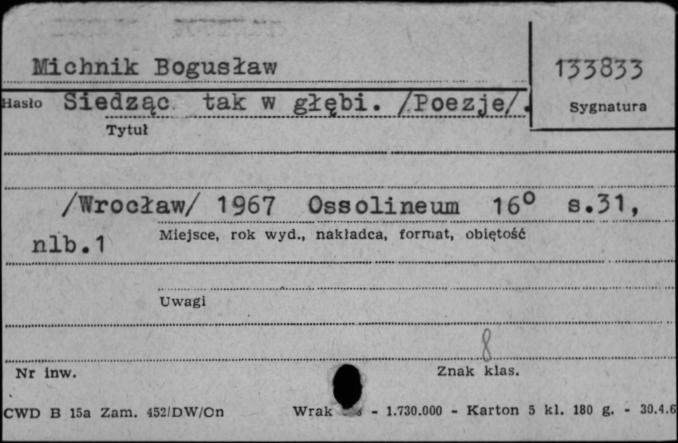 Michnik Bogusław 133833
Hasło Siedząc tak w głębi. /Poezje/. Sygnatura
Tytuł
/Wrocław/ 1967 Ossolineum 16° s.31,
nlb.1 Miejsce, rok wyd., nakładca, format, objętość
Uwagi
8
Nr inw. Znak klas.
CWD B 15a Zam. 452/DW/On Wrak - 1.730.000 - Karton 5 kl. 180 g. - 30.4.6